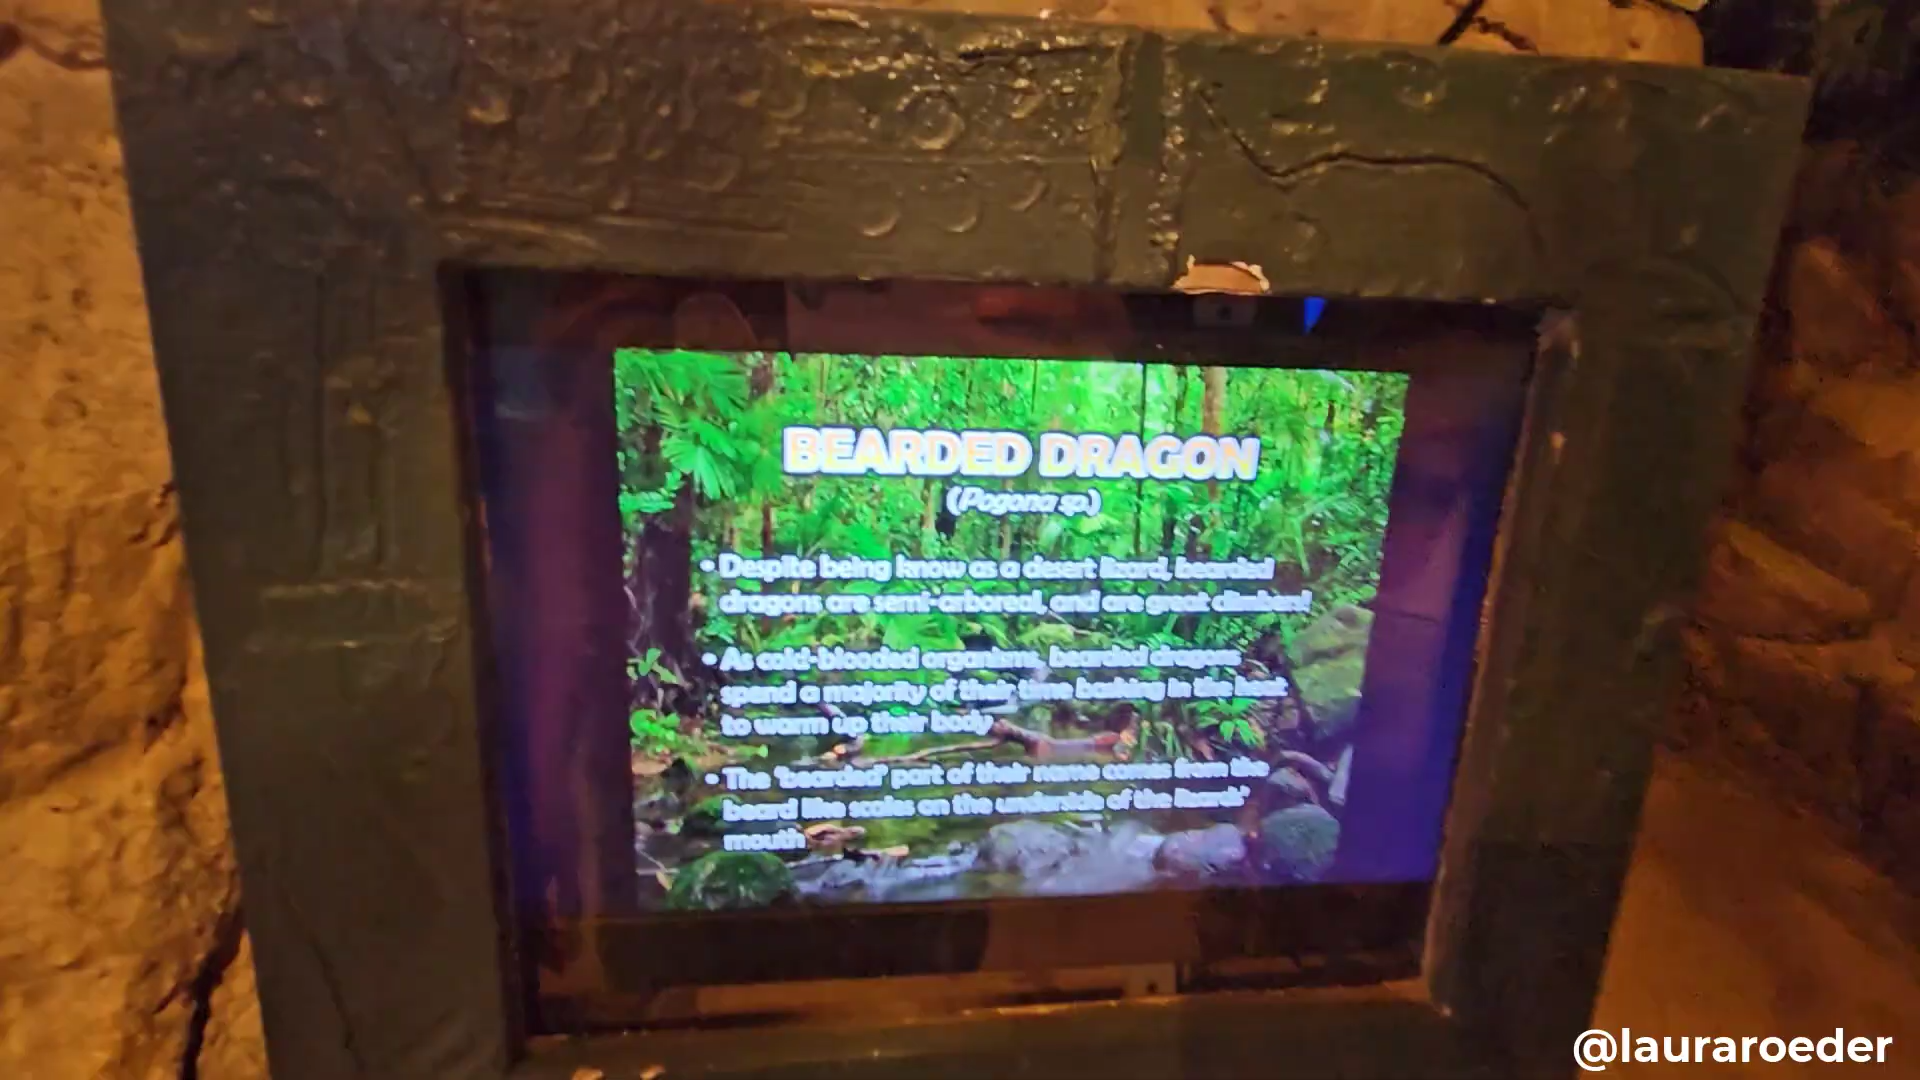 BEARDED DRAGON
(Pogona sp.)
• Despite being know as a desert lizard, bearded
dragons are semi-arboreal, and are great climbers!
• As cold-blooded organisms, bearded dragons
spend a majority of their time basking in the heat
to warm up their body
• The "bearded" part of their name comes from the
beard like scales on the underside of the lizards'
mouth
@lauraroeder